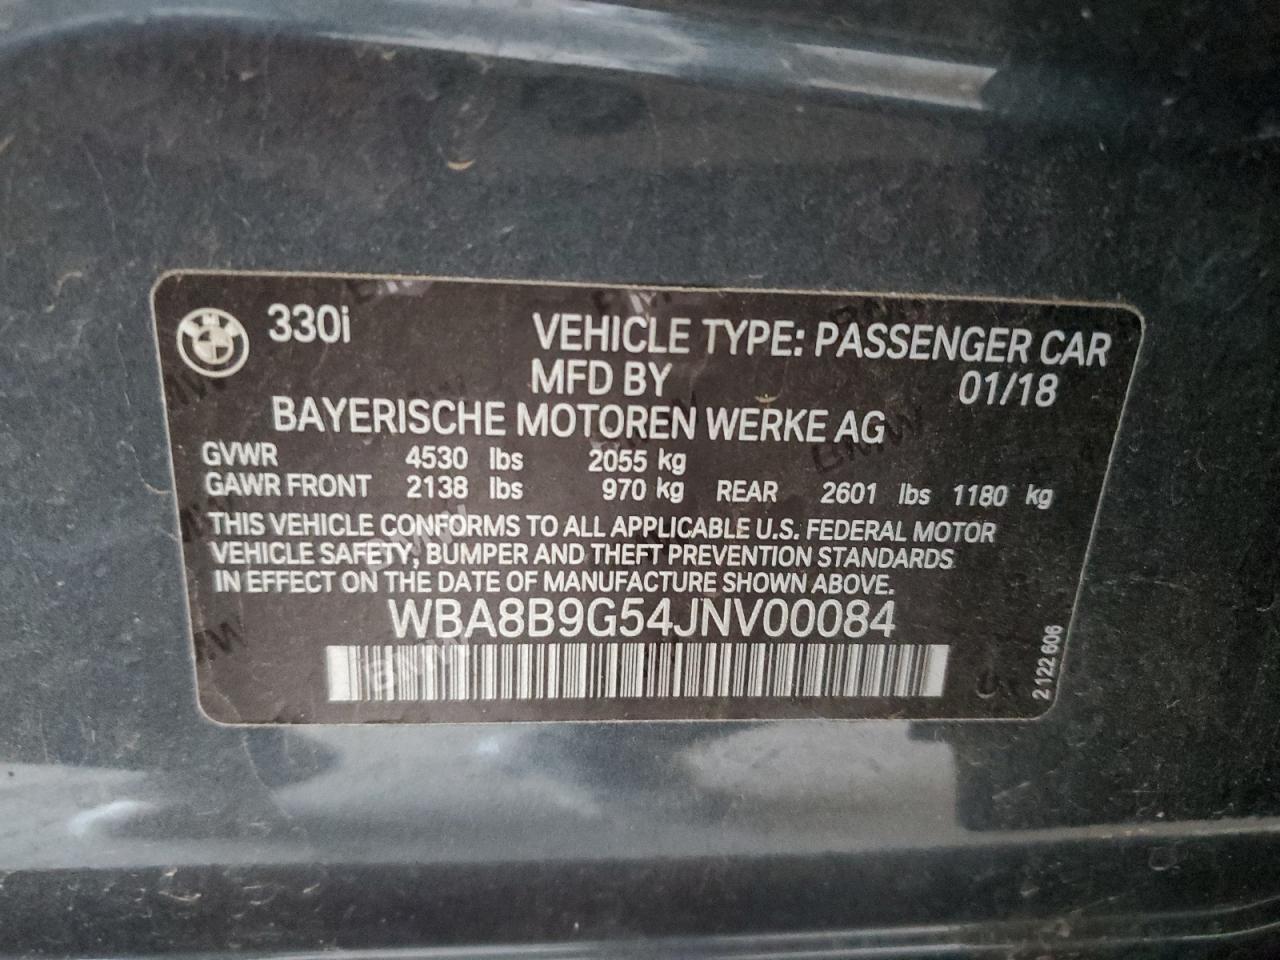 330i
VEHICLE TYPE: PASSENGER CAR
MFD BY 01/18
BAYERISCHE MOTOREN WERKE AG
GVWR 4530 lbs 2055 kg
GAWR FRONT 2138 lbs 970 kg REAR 2601 lbs 1180 kg
THIS VEHICLE CONFORMS TO ALL APPLICABLE U.S. FEDERAL MOTOR
VEHICLE SAFETY, BUMPER AND THEFT PREVENTION STANDARDS
IN EFFECT ON THE DATE OF MANUFACTURE SHOWN ABOVE.
WBA8B9G54JNV00084
2 122 606